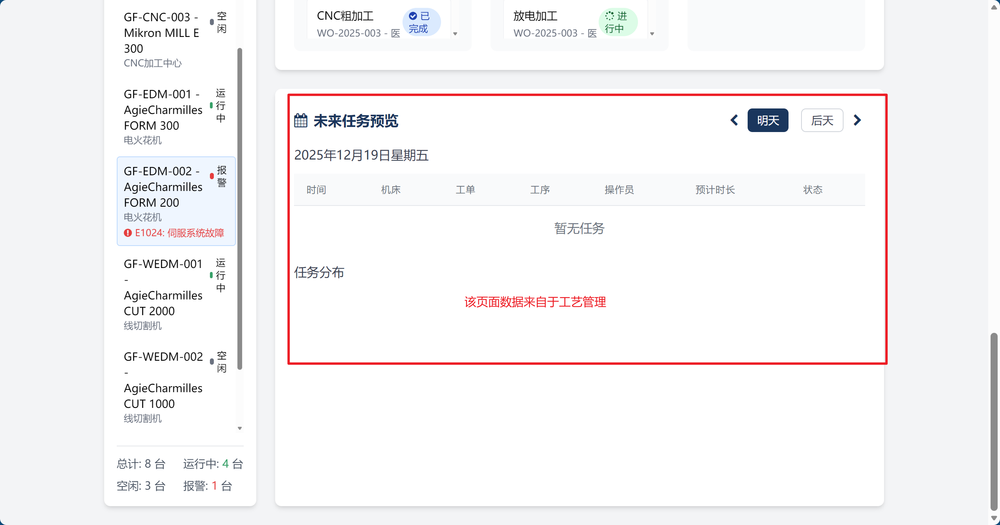 GF-CNC-003 -
Mikron MILL E
300
CNC加工中心
空
闲
GF-EDM-001 -
AgieCharmilles
FORM 300
电火花机
运
行
中
GF-EDM-002 -
AgieCharmilles
FORM 200
电火花机
E1024: 伺服系统故障
报
警
GF-WEDM-001
-
AgieCharmilles
CUT 2000
线切割机
运
行
中
GF-WEDM-002
-
AgieCharmilles
CUT 1000
线切割机
空
闲
总计: 8 台 运行中: 4 台
空闲: 3 台 报警: 1 台
CNC粗加工
WO-2025-003 - 医
已
完成
放电加工
WO-2025-003 - 医
进
行中
未来任务预览
明天 后天
2025年12月19日星期五
时间 机床 工单 工序 操作员 预计时长 状态
暂无任务
任务分布
该页面数据来自于工艺管理